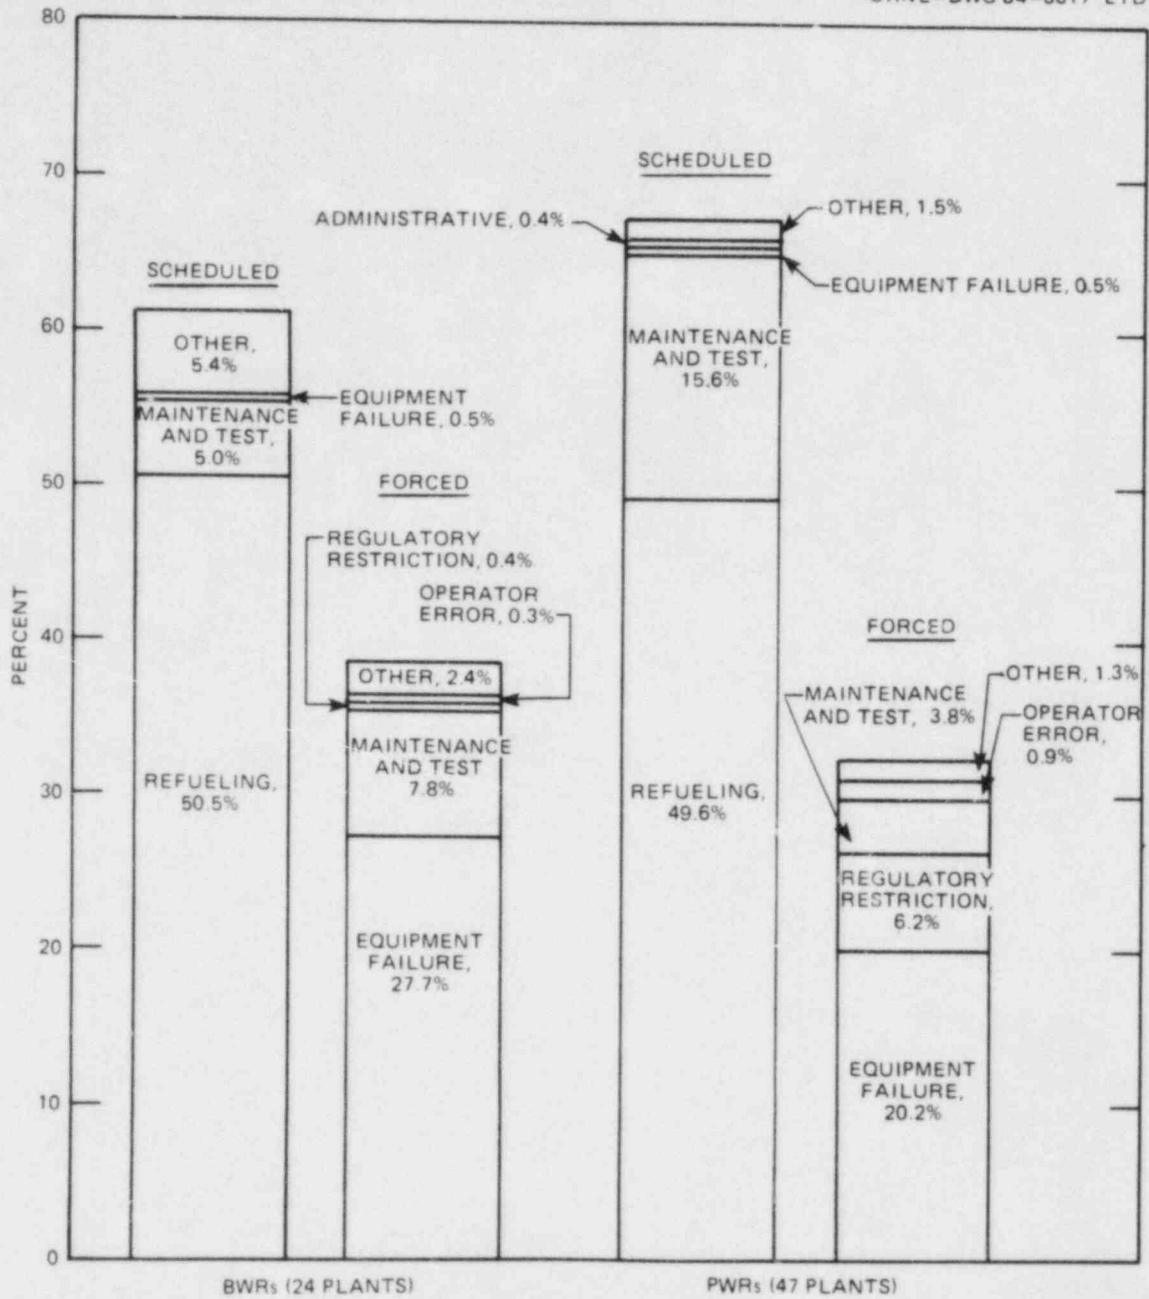 80
70
60
50
40
30
20
10
0
PERCENT
SCHEDULED
OTHER,
5.4%
EQUIPMENT
FAILURE, 0.5%
MAINTENANCE
AND TEST,
5.0%
REFUELING,
50.5%
FORCED
REGULATORY
RESTRICTION, 0.4%
OPERATOR
ERROR, 0.3%
OTHER, 2.4%
MAINTENANCE
AND TEST
7.8%
EQUIPMENT
FAILURE,
27.7%
BWRs (24 PLANTS)
SCHEDULED
ADMINISTRATIVE, 0.4%
OTHER, 1.5%
EQUIPMENT FAILURE, 0.5%
MAINTENANCE
AND TEST,
15.6%
REFUELING,
49.6%
FORCED
MAINTENANCE
AND TEST, 3.8%
OTHER, 1.3%
OPERATOR
ERROR,
0.9%
REGULATORY
RESTRICTION,
6.2%
EQUIPMENT
FAILURE,
20.2%
PWRs (47 PLANTS)